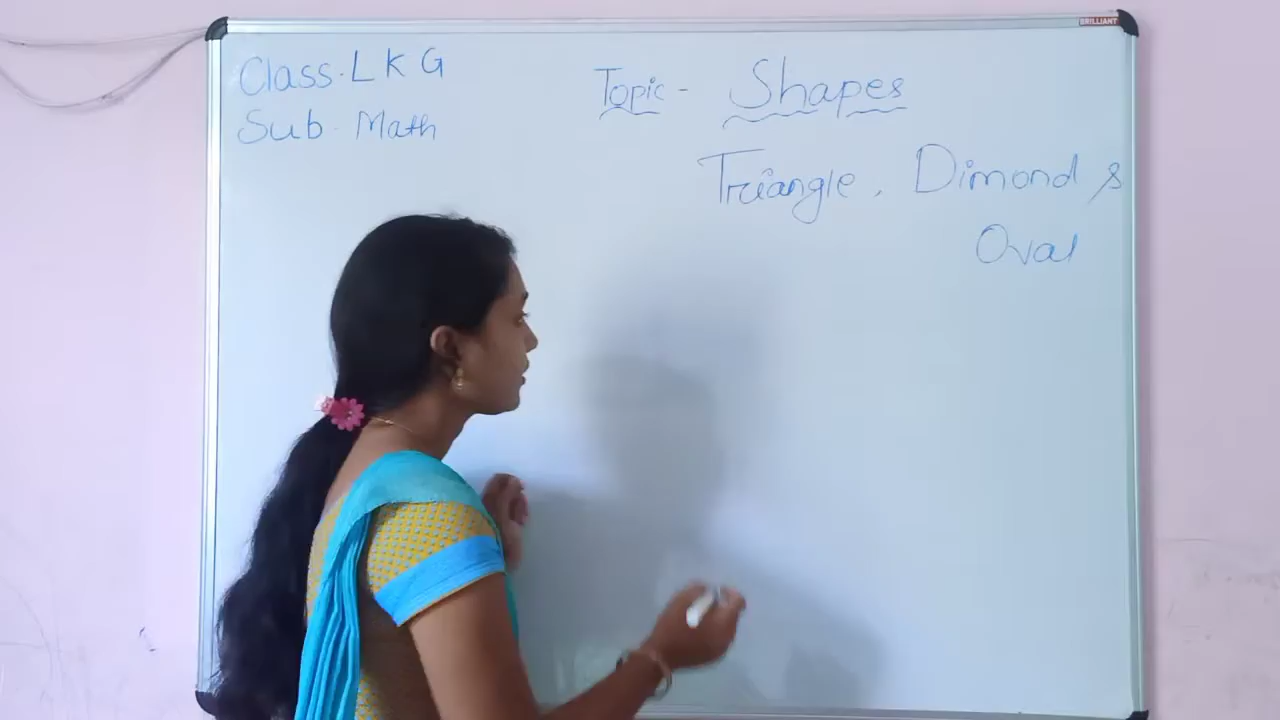 BRILLIANT
Class. L K G
Sub - Math
Topic - Shapes
Triangle, Dimond &
Oval